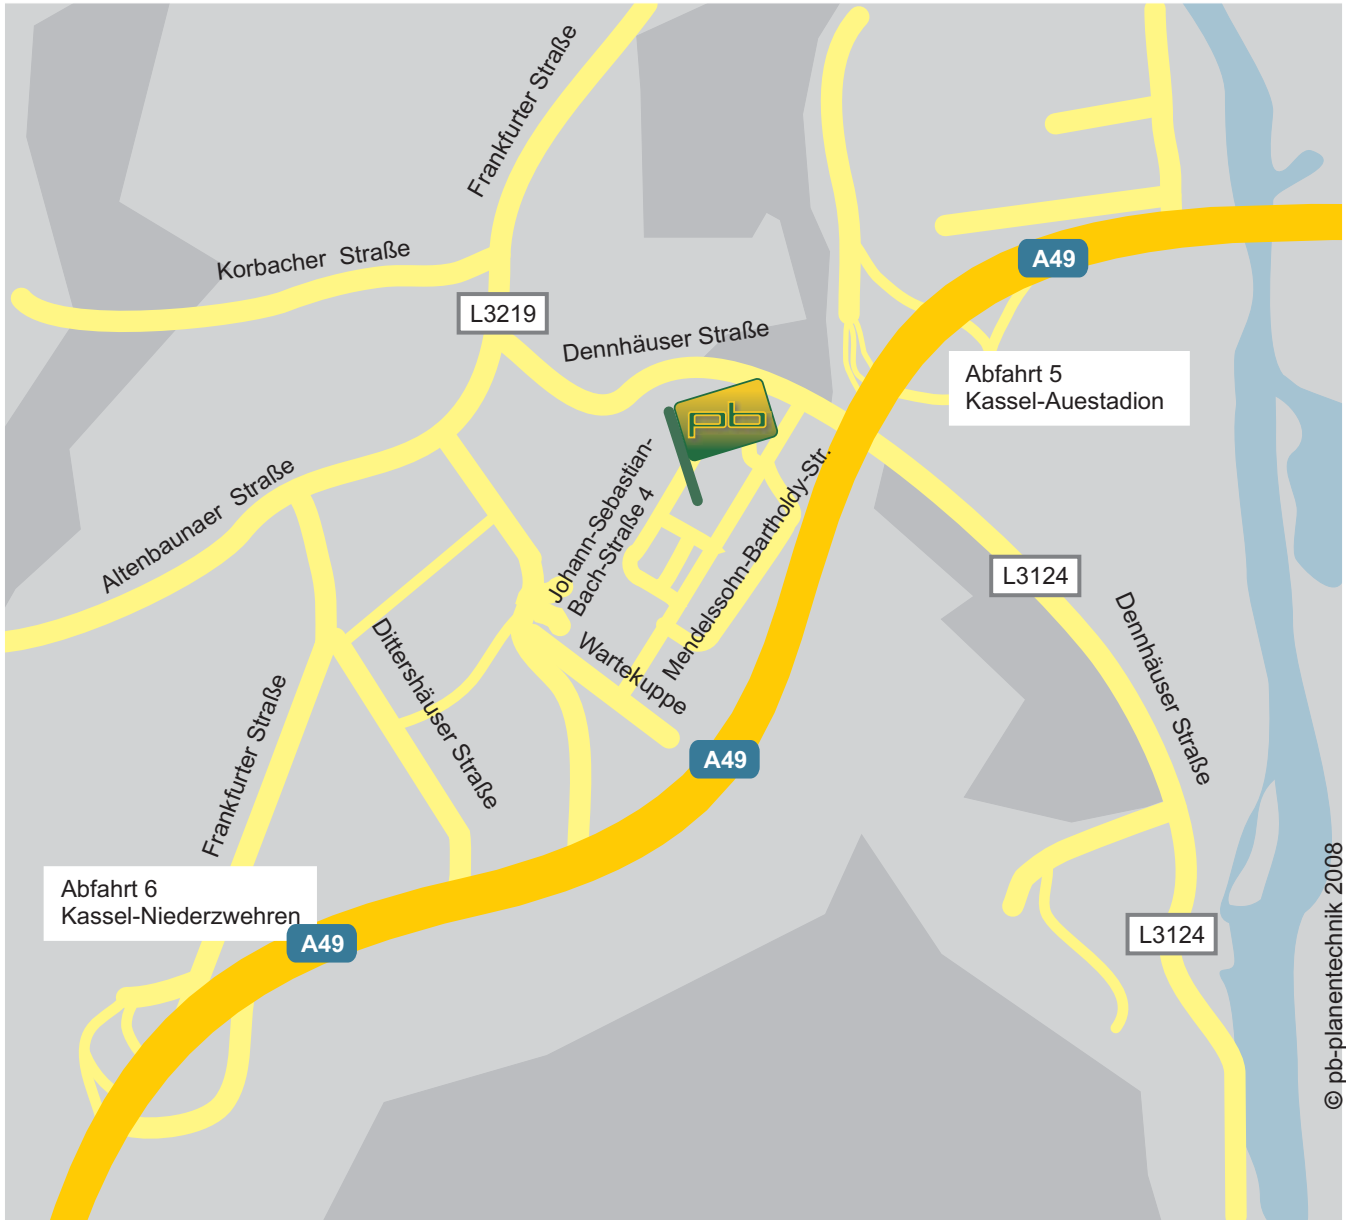 Frankfurter Straße
Korbacher Straße
A49
L3219
Dennhäuser Straße
Abfahrt 5
Kassel-Auestadion
pb
Altenbaunaer Straße
Johann-Sebastian-
Bach-Straße 4
Mendelssohn-Bartholdy-Str.
L3124
Dennhäuser Straße
Dittershäuser Straße
Wartekuppe
Frankfurter Straße
A49
Abfahrt 6
Kassel-Niederzwehren
A49
L3124
© pb-planentechnik 2008